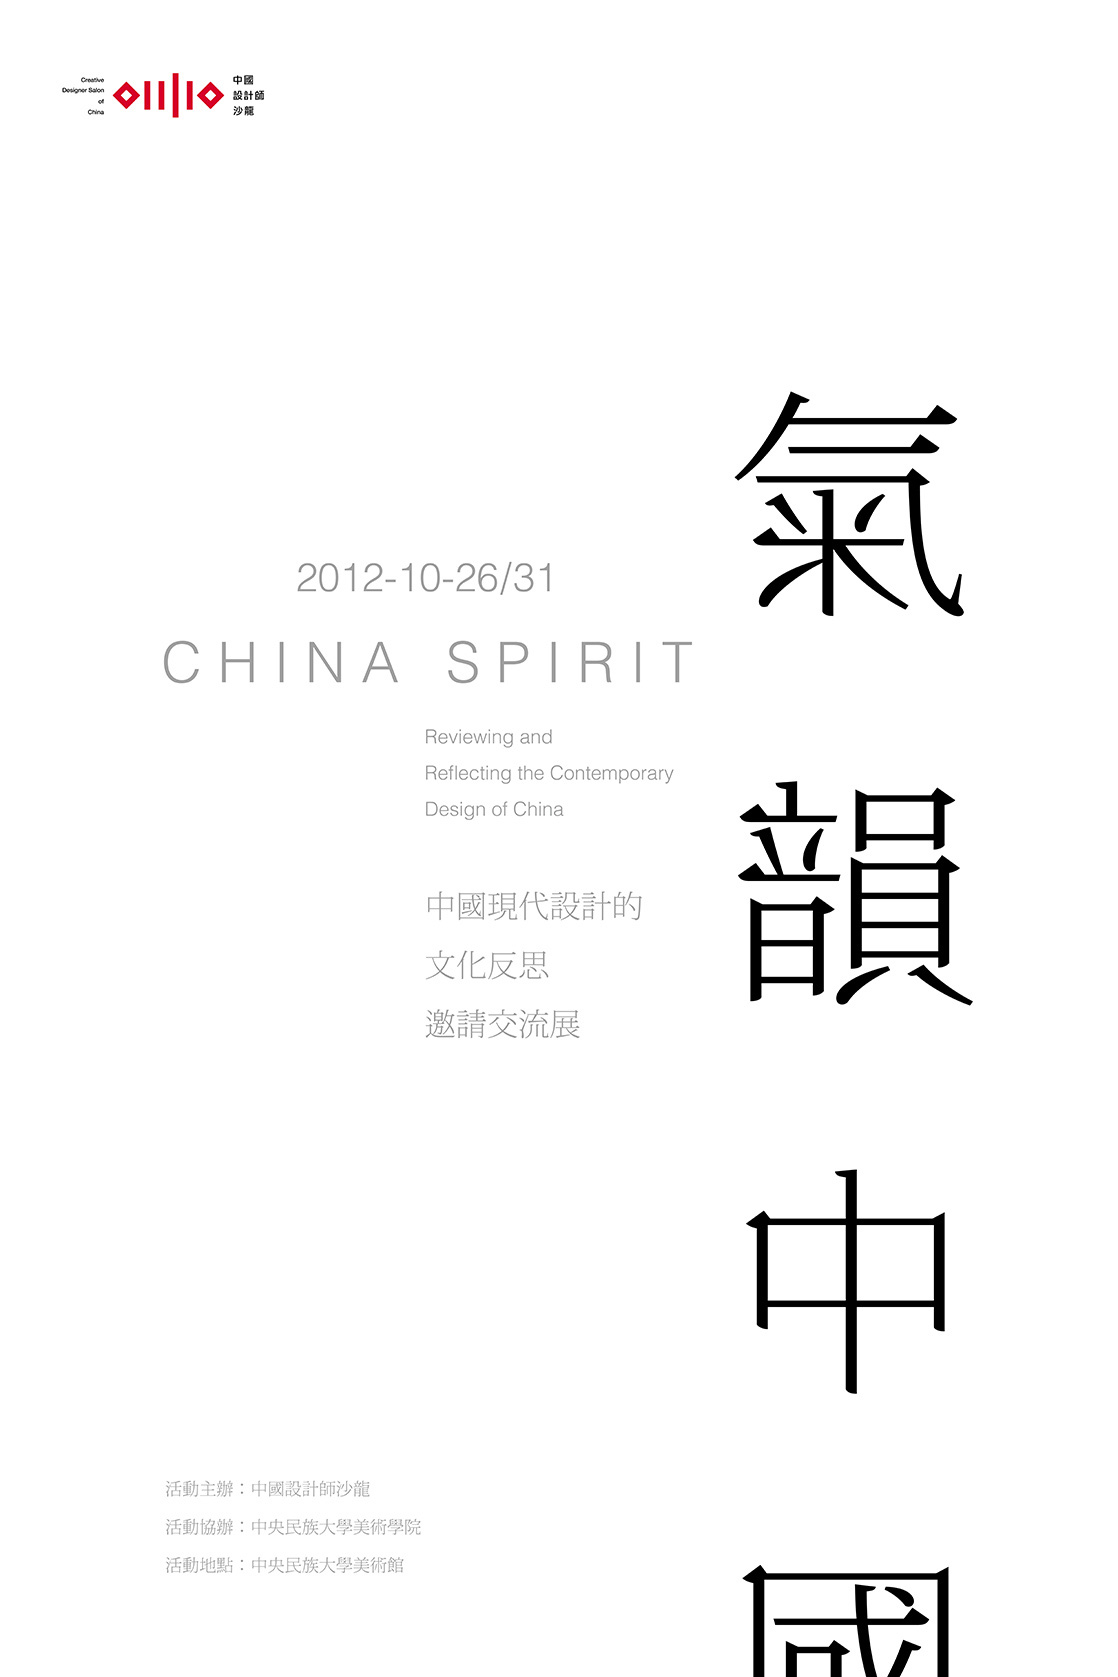 Creative
Designer Salon
of
China
中國
設計師
沙龍
2012-10-26/31
CHINA SPIRIT
Reviewing and
Reflecting the Contemporary
Design of China
中國現代設計的
文化反思
邀請交流展
氣
韻
中
國
活動主辦：中國設計師沙龍
活動協辦：中央民族大學美術學院
活動地點：中央民族大學美術館